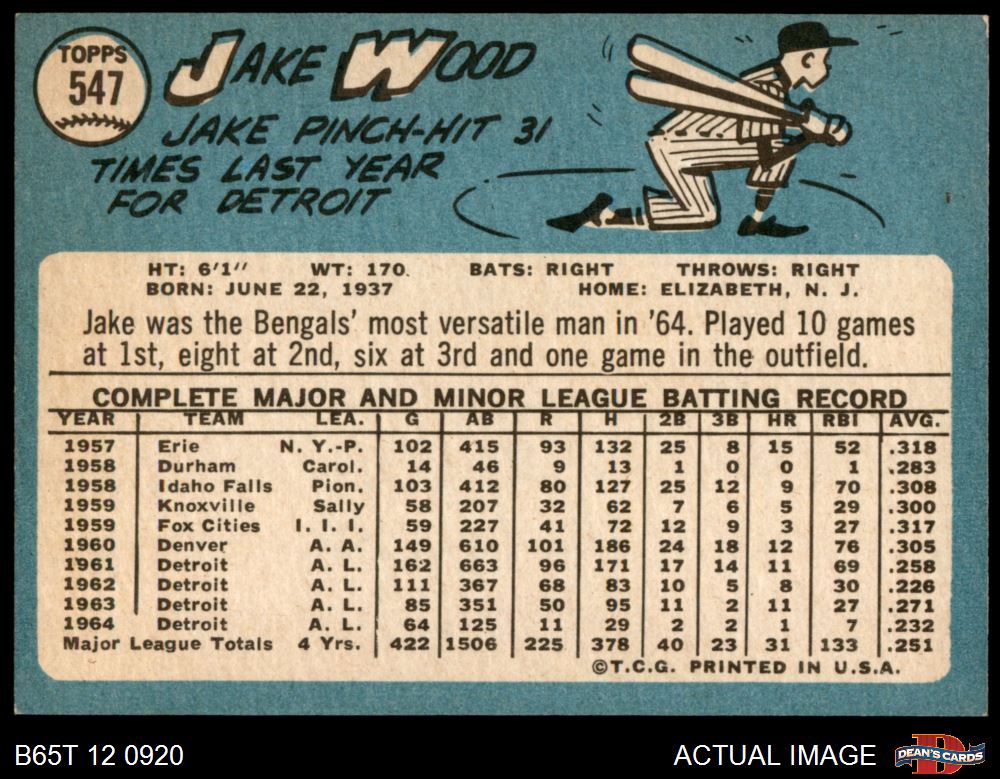 TOPPS
547
JAKE WOOD
JAKE PINCH-HIT 31
TIMES LAST YEAR
FOR DETROIT
HT: 6'1" WT: 170. BATS: RIGHT THROWS: RIGHT
BORN: JUNE 22, 1937 HOME: ELIZABETH, N. J.
Jake was the Bengals' most versatile man in '64. Played 10 games
at 1st, eight at 2nd, six at 3rd and one game in the outfield.
COMPLETE MAJOR AND MINOR LEAGUE BATTING RECORD
YEAR TEAM LEA. G AB R H 2B 3B HR RBI AVG.
1957 Erie N. Y.-P. 102 415 93 132 25 8 15 52 .318
1958 Durham Carol. 14 46 9 13 1 0 0 1 .283
1958 Idaho Falls Pion. 103 412 80 127 25 12 9 70 .308
1959 Knoxville Sally 58 207 32 62 7 6 5 29 .300
1959 Fox Cities I. I. I. 59 227 41 72 12 9 3 27 .317
1960 Denver A. A. 149 610 101 186 24 18 12 76 .305
1961 Detroit A. L. 162 663 96 171 17 14 11 69 .258
1962 Detroit A. L. 111 367 68 83 10 5 8 30 .226
1963 Detroit A. L. 85 351 50 95 11 2 11 27 .271
1964 Detroit A. L. 64 125 11 29 2 2 1 7 .232
Major League Totals 4 Yrs. 422 1506 225 378 40 23 31 133 .251
©T.C.G. PRINTED IN U.S.A.
B65T 12 0920 ACTUAL IMAGE
D
DEAN'S CARDS